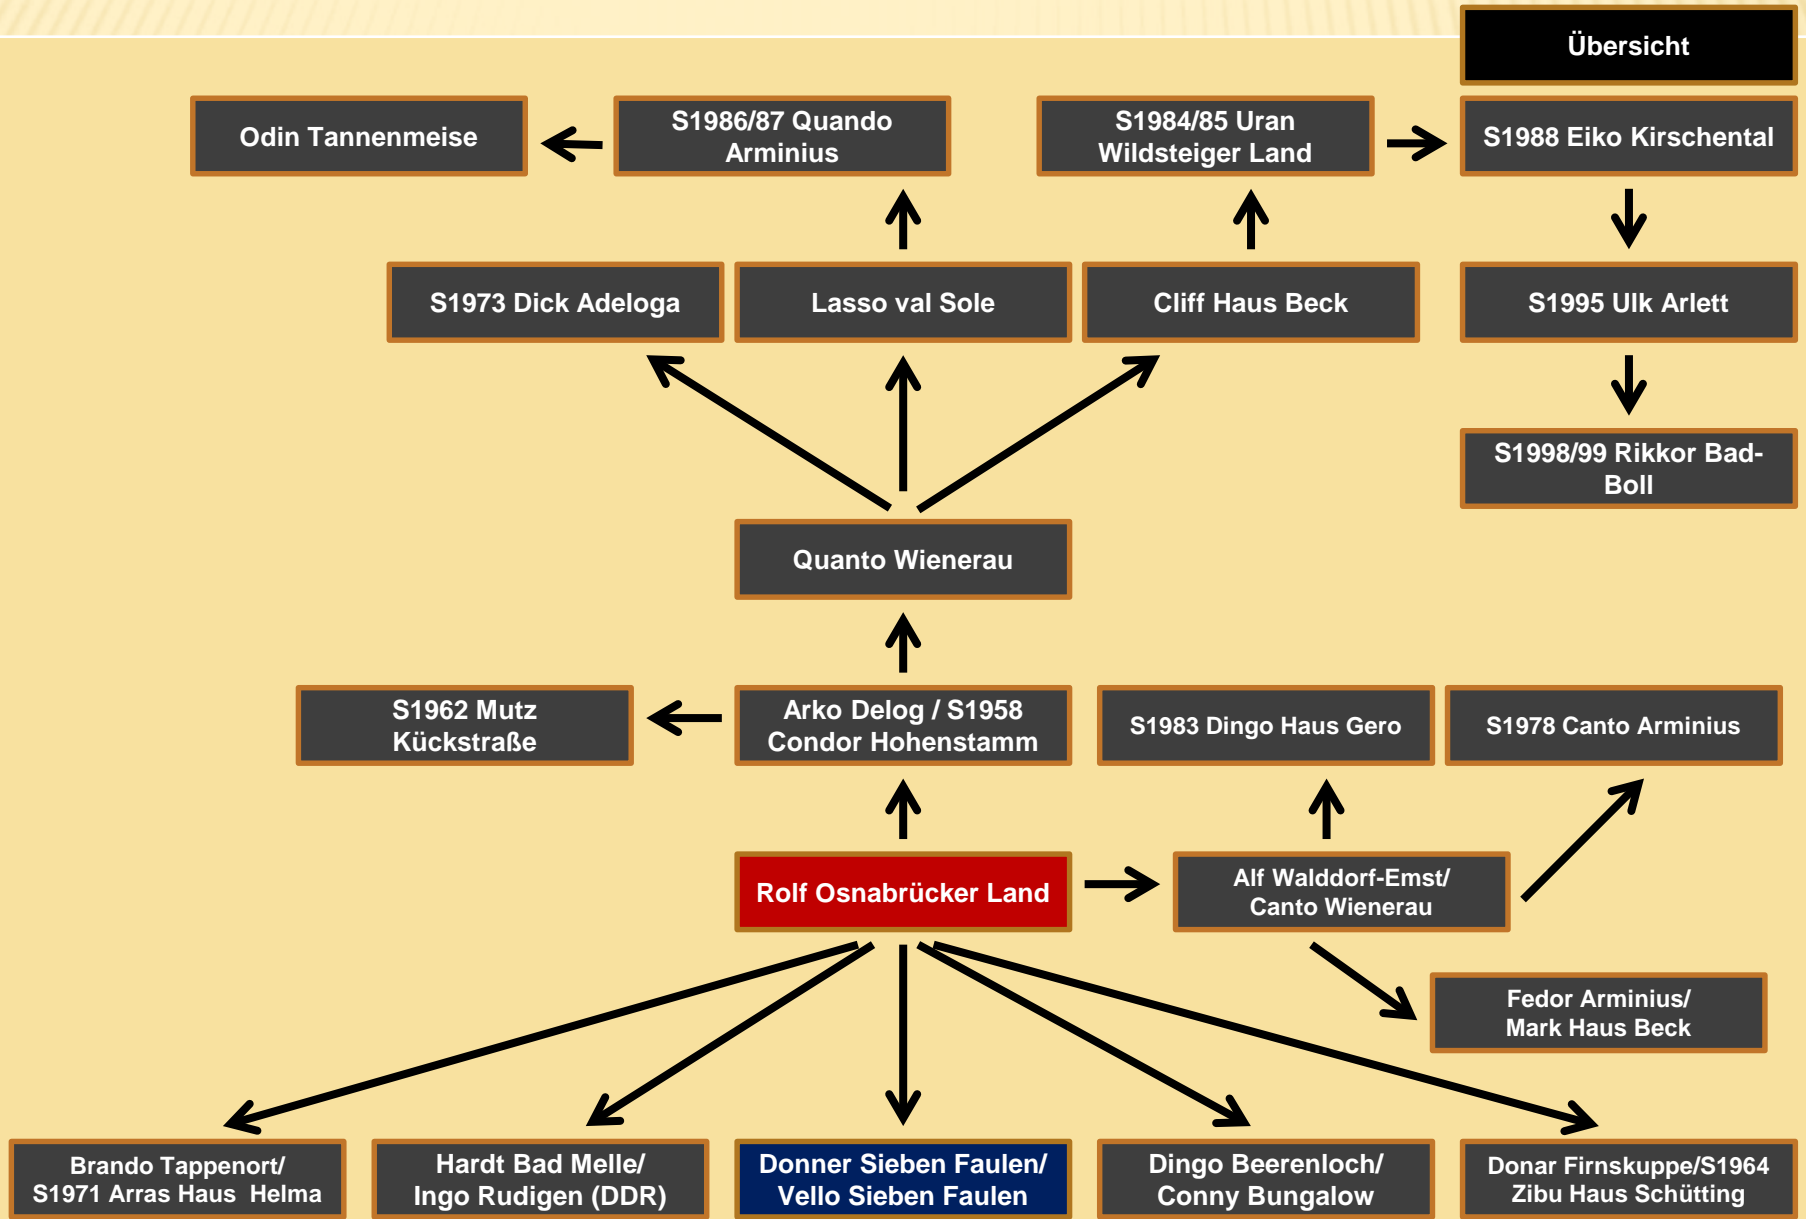 Übersicht
Odin Tannenmeise
S1986/87 Quando
Arminius
S1984/85 Uran
Wildsteiger Land
S1988 Eiko Kirschental
S1973 Dick Adeloga
Lasso val Sole
Cliff Haus Beck
S1995 Ulk Arlett
S1998/99 Rikkor Bad-
Boll
Quanto Wienerau
S1962 Mutz
Kückstraße
Arko Delog / S1958
Condor Hohenstamm
S1983 Dingo Haus Gero
S1978 Canto Arminius
Rolf Osnabrücker Land
Alf Walddorf-Emst/
Canto Wienerau
Fedor Arminius/
Mark Haus Beck
Brando Tappenort/
S1971 Arras Haus  Helma
Hardt Bad Melle/
Ingo Rudigen (DDR)
Donner Sieben Faulen/
Vello Sieben Faulen
Dingo Beerenloch/
Conny Bungalow
Donar Firnskuppe/S1964
Zibu Haus Schütting